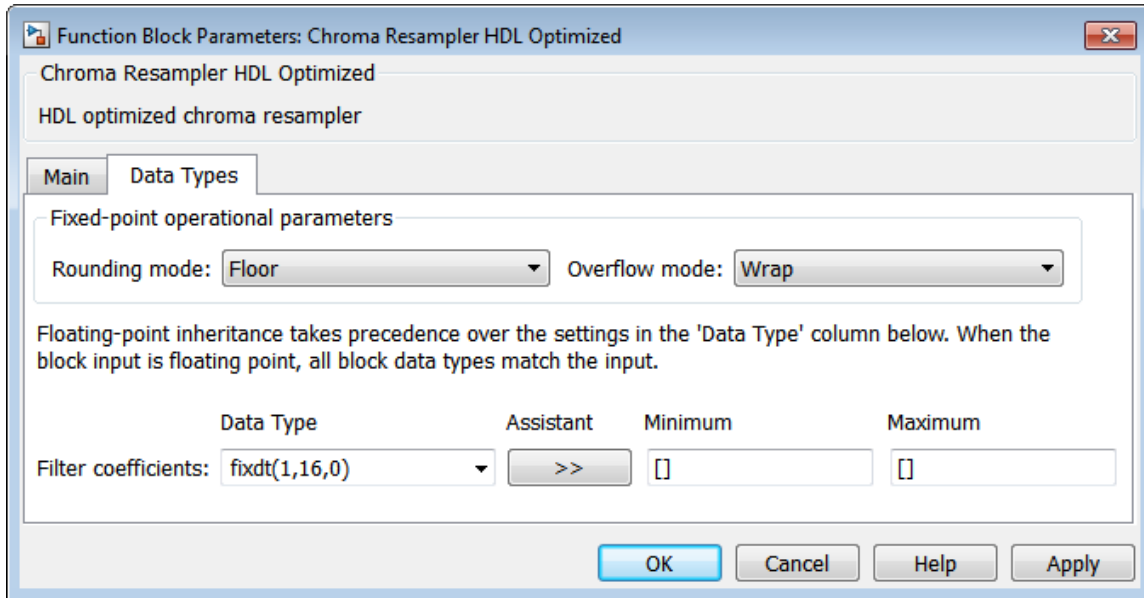 Function Block Parameters: Chroma Resampler HDL Optimized
Chroma Resampler HDL Optimized
HDL optimized chroma resampler
Main Data Types
Fixed-point operational parameters
Rounding mode: Floor Overflow mode: Wrap
Floating-point inheritance takes precedence over the settings in the 'Data Type' column below. When the
block input is floating point, all block data types match the input.
Data Type Assistant Minimum Maximum
Filter coefficients: fixdt(1,16,0) >> [] []
OK Cancel Help Apply